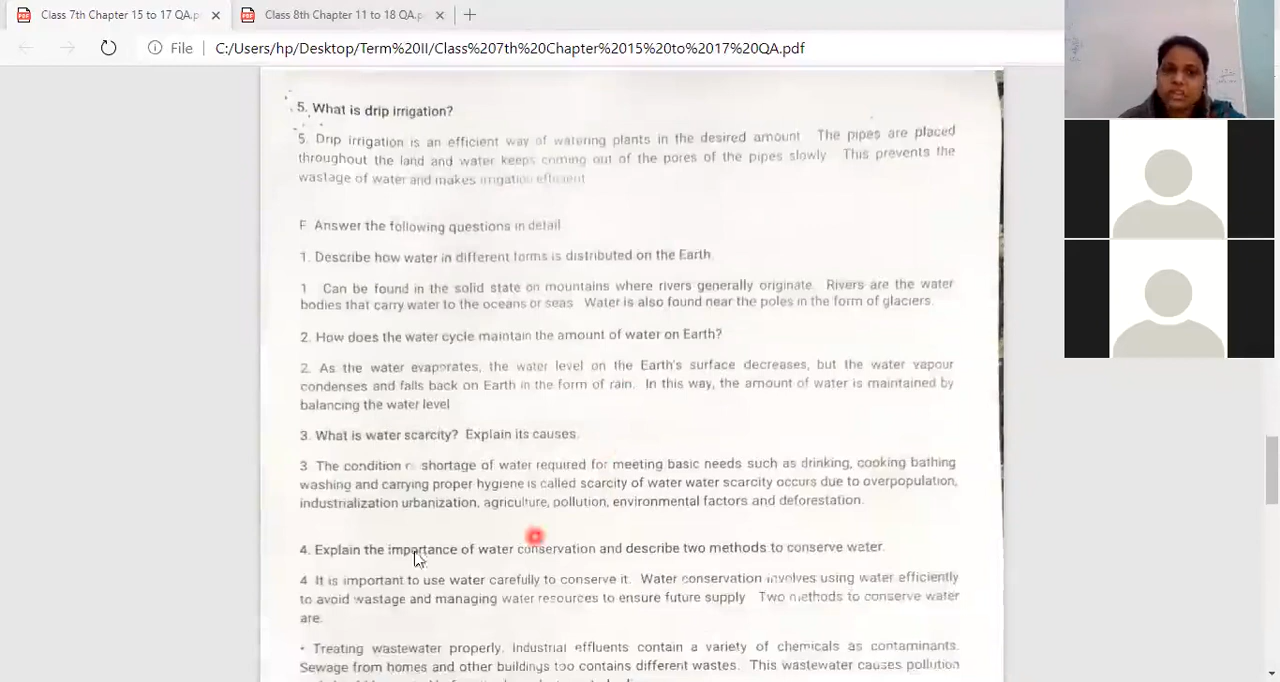 Class 7th Chapter 15 to 17 QA.p
Class 8th Chapter 11 to 18 QA.p
File
C:/Users/hp/Desktop/Term%20II/Class%207th%20Chapter%2015%20to%2017%20QA.pdf
5. What is drip irrigation?
5. Drip irrigation is an efficient way of watering plants in the desired amount The pipes are placed
throughout the land and water keeps coming out of the pores of the pipes slowly This prevents the
wastage of water and makes irrigation efficient
F Answer the following questions in detail
1. Describe how water in different forms is distributed on the Earth
1 Can be found in the solid state on mountains where rivers generally originate. Rivers are the water
bodies that carry water to the oceans or seas Water is also found near the poles in the form of glaciers.
2. How does the water cycle maintain the amount of water on Earth?
2. As the water evaporates, the water level on the Earth's surface decreases, but the water vapour
condenses and falls back on Earth in the form of rain. In this way, the amount of water is maintained by
balancing the water level
3. What is water scarcity? Explain its causes
3 The condition shortage of water required for meeting basic needs such as drinking, cooking bathing
washing and carrying proper hygiene is called scarcity of water water scarcity occurs due to overpopulation,
industrialization urbanization, agriculture, pollution, environmental factors and deforestation.
4. Explain the importance of water conservation and describe two methods to conserve water.
4 It is important to use water carefully to conserve it. Water conservation involves using water efficiently
to avoid wastage and managing water resources to ensure future supply Two methods to conserve water
are.
• Treating wastewater properly. Industrial effluents contain a variety of chemicals as contaminants.
Sewage from homes and other buildings too contains different wastes. This wastewater causes pollution